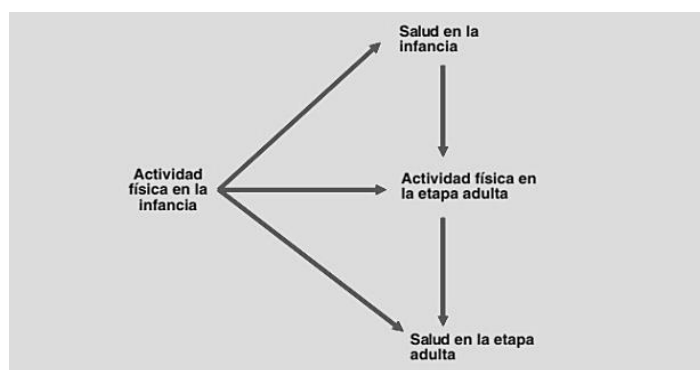 Salud en la
infancia
Actividad
física en la
infancia
Actividad física en
la etapa adulta
Salud en la etapa
adulta